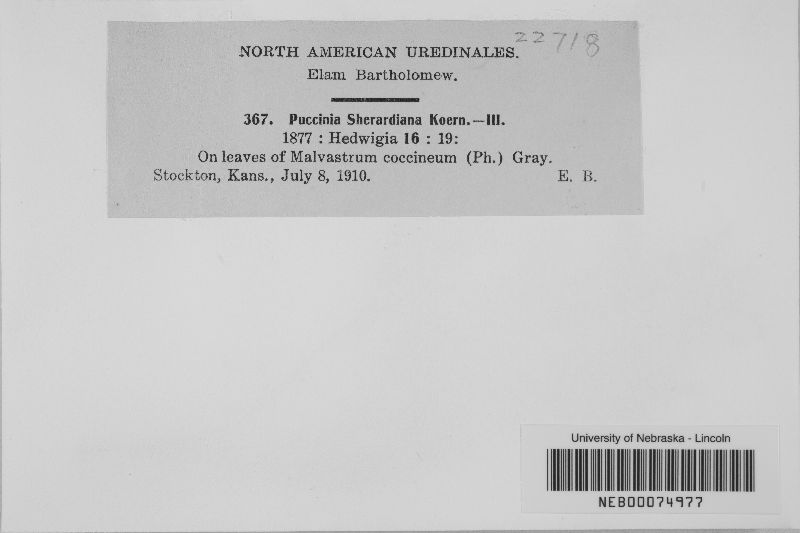 22718
NORTH AMERICAN UREDINALES.
Elam Bartholomew.
367. Puccinia Sherardiana Koern.—III.
1877 : Hedwigia 16 : 19:
On leaves of Malvastrum coccineum (Ph.) Gray.
Stockton, Kans., July 8, 1910. E. B.
University of Nebraska - Lincoln
NEB00074977